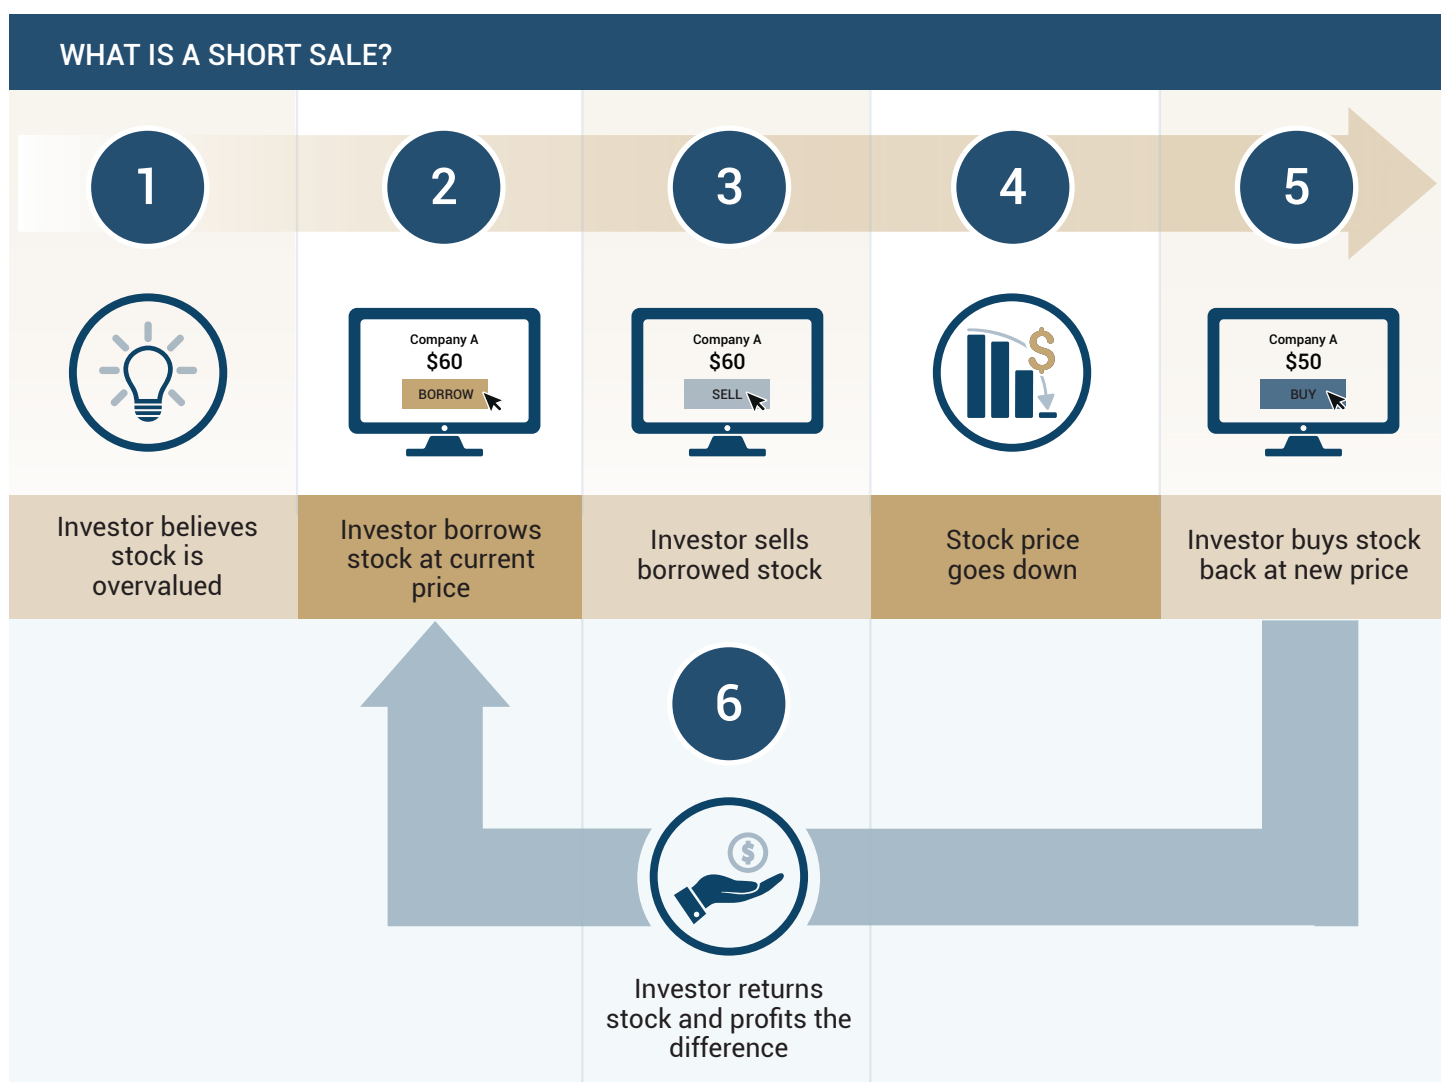 WHAT IS A SHORT SALE?
1
2
3
4
5
Company A
$60
BORROW
Company A
$60
SELL
$
Company A
$50
BUY
Investor believes
stock is
overvalued
Investor borrows
stock at current
price
Investor sells
borrowed stock
Stock price
goes down
Investor buys stock
back at new price
6
$
Investor returns
stock and profits the
difference